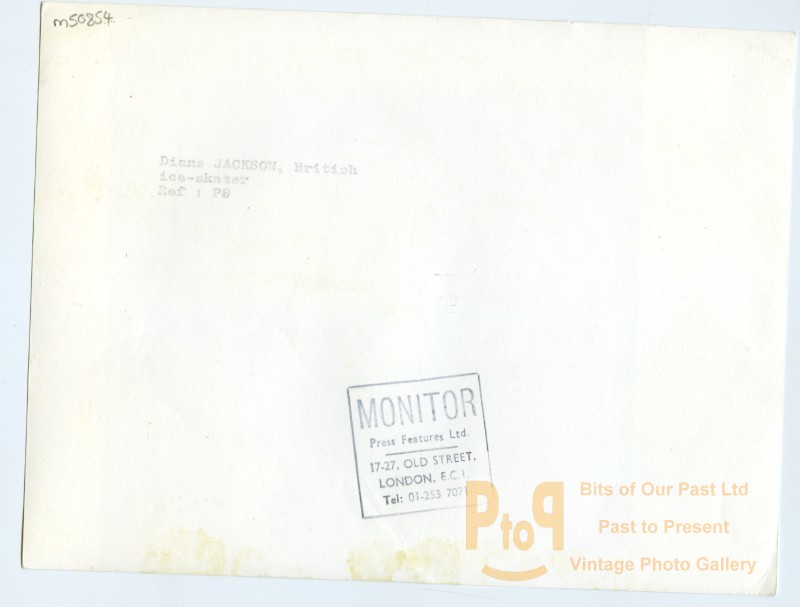 m50854.
Diana JACKSON, British
ice-skater
Ref : PS
MONITOR
Press Features Ltd.
17-27, OLD STREET,
LONDON, E.C.1.
Tel: 01-253 7071
PtoP
Bits of Our Past Ltd
Past to Present
Vintage Photo Gallery